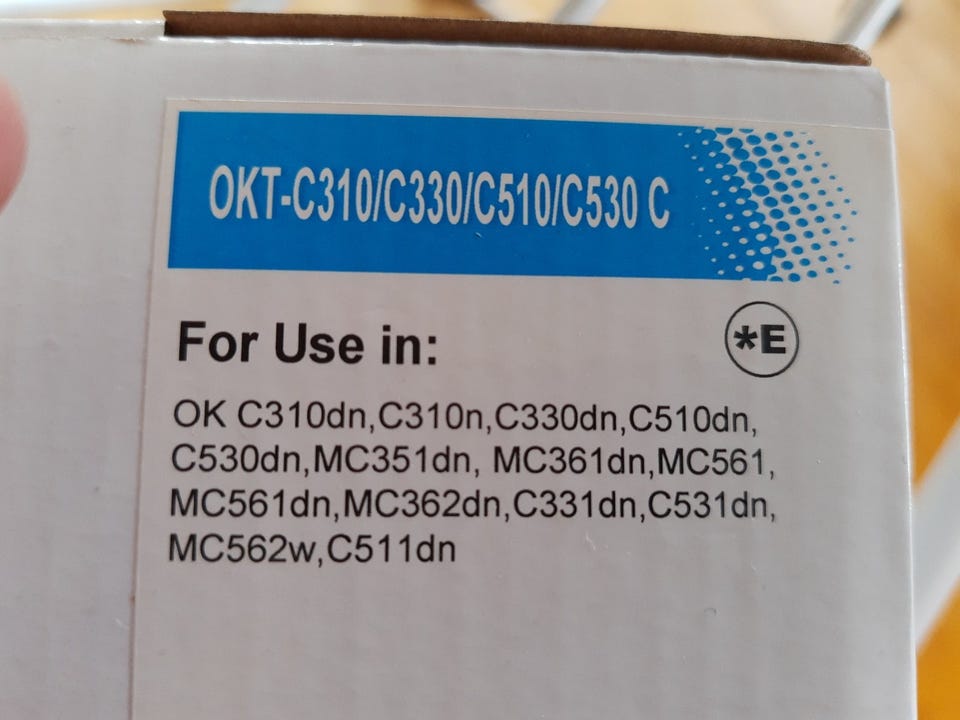 OKT-C310/C330/C510/C530 C
For Use in:
*E
OK C310dn,C310n,C330dn,C510dn,
C530dn,MC351dn, MC361dn,MC561,
MC561dn,MC362dn,C331dn,C531dn,
MC562w,C511dn